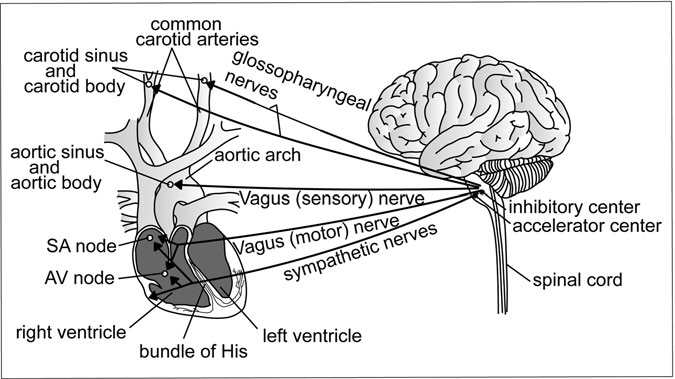 common
carotid arteries
carotid sinus
and
carotid body
glossopharyngeal
nerves
aortic sinus
and
aortic body
aortic arch
Vagus (sensory) nerve
inhibitory center
accelerator center
SA node
Vagus (motor) nerve
sympathetic nerves
AV node
spinal cord
right ventricle
left ventricle
bundle of His